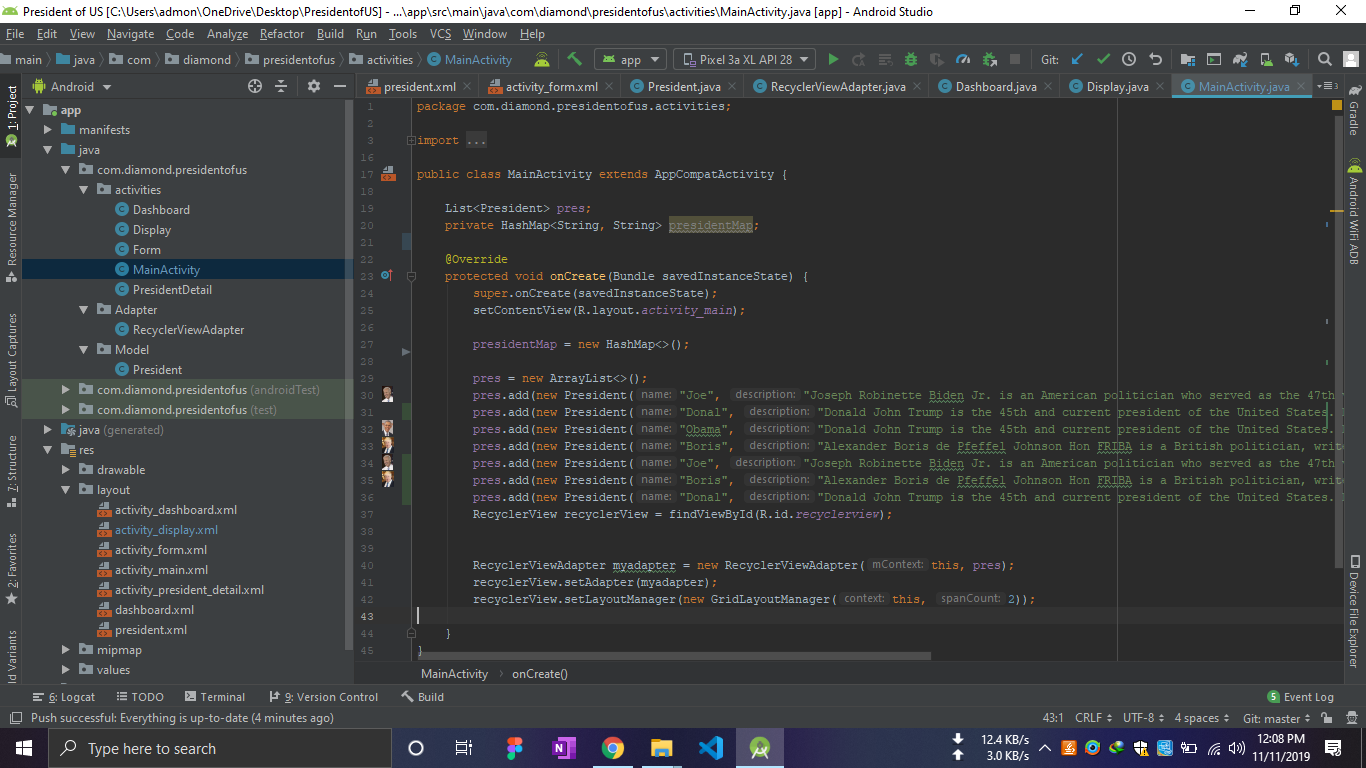 President of US [C:\Users\admon\OneDrive\Desktop\PresidentofUS] - ...\app\src\main\java\com\diamond\presidentofus\activities\MainActivity.java [app] - Android Studio
File Edit View Navigate Code Analyze Refactor Build Run Tools VCS Window Help
main java com diamond presidentofus activities MainActivity app Pixel 3a XL API 28 Git:
Android
president.xml activity_form.xml President.java RecyclerViewAdapter.java Dashboard.java Display.java MainActivity.java 3
1: Project
Resource Manager
Layout Captures
7: Structure
2: Favorites
ld Variants
app
manifests
java
com.diamond.presidentofus
activities
Dashboard
Display
Form
MainActivity
PresidentDetail
Adapter
RecyclerViewAdapter
Model
President
com.diamond.presidentofus (androidTest)
com.diamond.presidentofus (test)
java (generated)
res
drawable
layout
activity_dashboard.xml
activity_display.xml
activity_form.xml
activity_main.xml
activity_president_detail.xml
dashboard.xml
president.xml
mipmap
values
1 package com.diamond.presidentofus.activities;
2
3 import ...
16
17 public class MainActivity extends AppCompatActivity {
18
19 List<President> pres;
20 private HashMap<String, String> presidentMap;
21
22 @Override
23 protected void onCreate(Bundle savedInstanceState) {
24 super.onCreate(savedInstanceState);
25 setContentView(R.layout.activity_main);
26
27 presidentMap = new HashMap<>();
28
29 pres = new ArrayList<>();
30 pres.add(new President( name: "Joe", description: "Joseph Robinette Biden Jr. is an American politician who served as the 47th
31 pres.add(new President( name: "Donal", description: "Donald John Trump is the 45th and current president of the United States.
32 pres.add(new President( name: "Obama", description: "Donald John Trump is the 45th and current president of the United States.
33 pres.add(new President( name: "Boris", description: "Alexander Boris de Pfeffel Johnson Hon FRIBA is a British politician, writ
34 pres.add(new President( name: "Joe", description: "Joseph Robinette Biden Jr. is an American politician who served as the 47th
35 pres.add(new President( name: "Boris", description: "Alexander Boris de Pfeffel Johnson Hon FRIBA is a British politician, writ
36 pres.add(new President( name: "Donal", description: "Donald John Trump is the 45th and current president of the United States.
37 RecyclerView recyclerView = findViewById(R.id.recyclerview);
38
39
40 RecyclerViewAdapter myadapter = new RecyclerViewAdapter( mContext: this, pres);
41 recyclerView.setAdapter(myadapter);
42 recyclerView.setLayoutManager(new GridLayoutManager( context: this, spanCount: 2));
43
44 }
45 }
MainActivity › onCreate()
Gradle
Android WiFi ADB
Device File Explorer
6: Logcat TODO Terminal 9: Version Control Build 5 Event Log
Push successful: Everything is up-to-date (4 minutes ago) 43:1 CRLF UTF-8 4 spaces Git: master
Type here to search
12.4 KB/s
3.0 KB/s
12:08 PM
11/11/2019